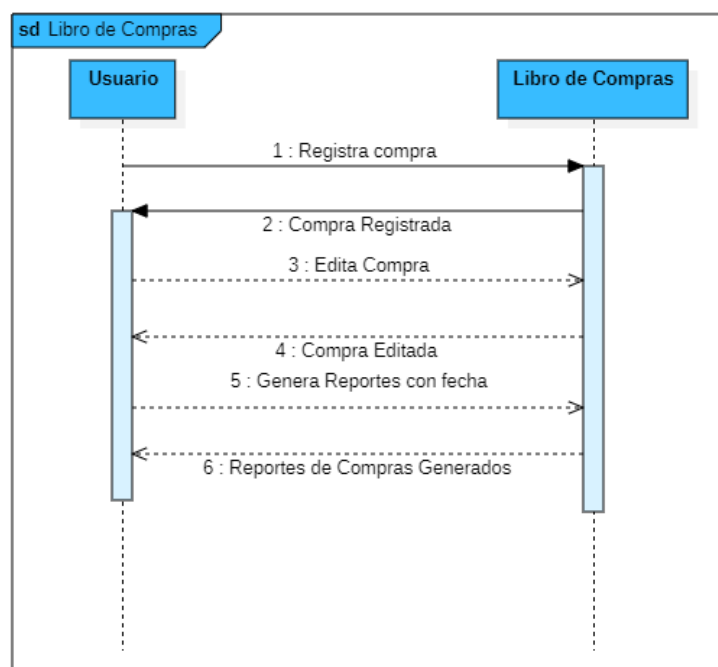 sd Libro de Compras
Usuario
Libro de Compras
1 : Registra compra
2 : Compra Registrada
3 : Edita Compra
4 : Compra Editada
5 : Genera Reportes con fecha
6 : Reportes de Compras Generados